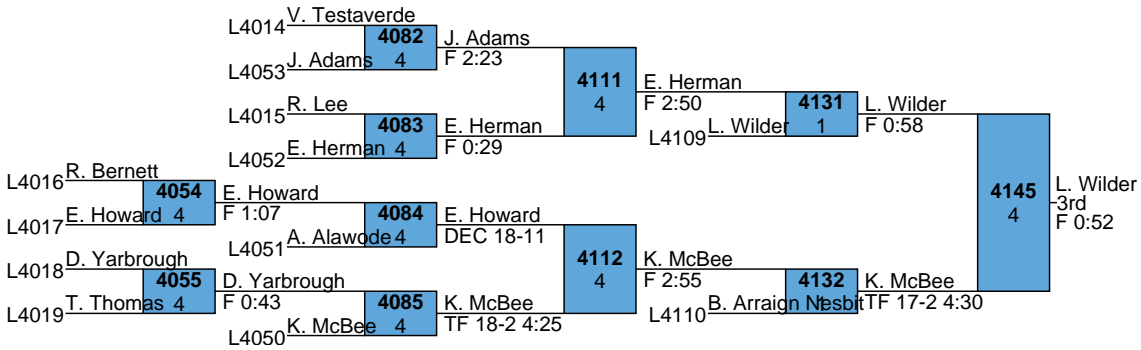 L4014 V. Testaverde
4082
4
J. Adams
F 2:23
L4053 J. Adams
4111
4
E. Herman
F 2:50
L4015 R. Lee
4083
4
E. Herman
F 0:29
L4052 E. Herman
4131
1
L. Wilder
F 0:58
L4109 L. Wilder
L4016 R. Bernett
4054
4
E. Howard
F 1:07
L4017 E. Howard
4084
4
E. Howard
DEC 18-11
L4051 A. Alawode
4145
4
L. Wilder
3rd
F 0:52
L4018 D. Yarbrough
4055
4
D. Yarbrough
F 0:43
L4019 T. Thomas
4112
4
K. McBee
F 2:55
4085
4
K. McBee
TF 18-2 4:25
L4050 K. McBee
4132
1
K. McBee
TF 17-2 4:30
L4110 B. Arraign Nesbit